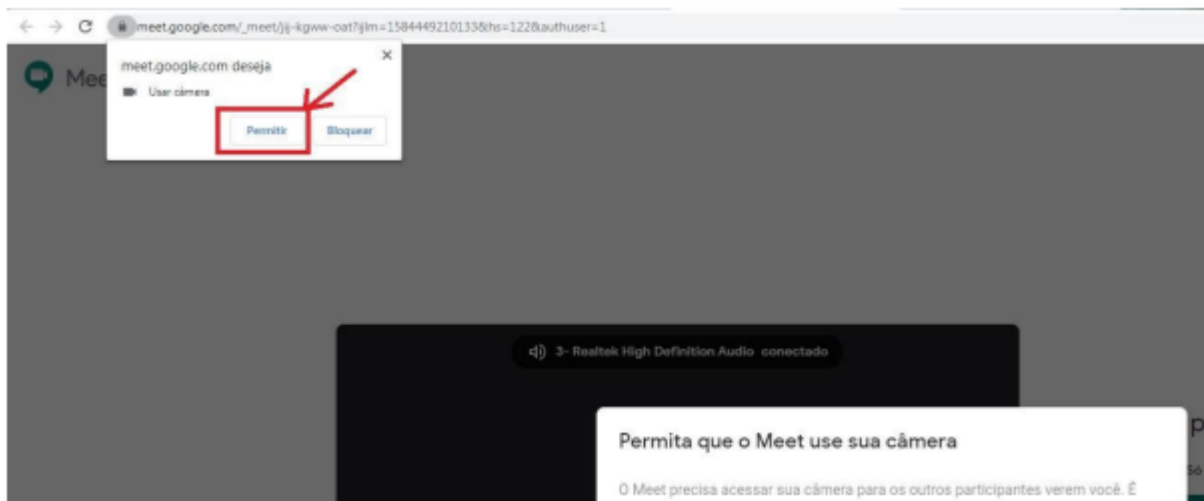 meet.google.com/_meet/jij-kgww-oat?ijlm=1584449210133&hs=122&authuser=1
Mee
meet.google.com deseja
Usar câmera
Permitir Bloquear
3- Realtek High Definition Audio conectado
Permita que o Meet use sua câmera
p
Só
O Meet precisa acessar sua câmera para os outros participantes verem você. É